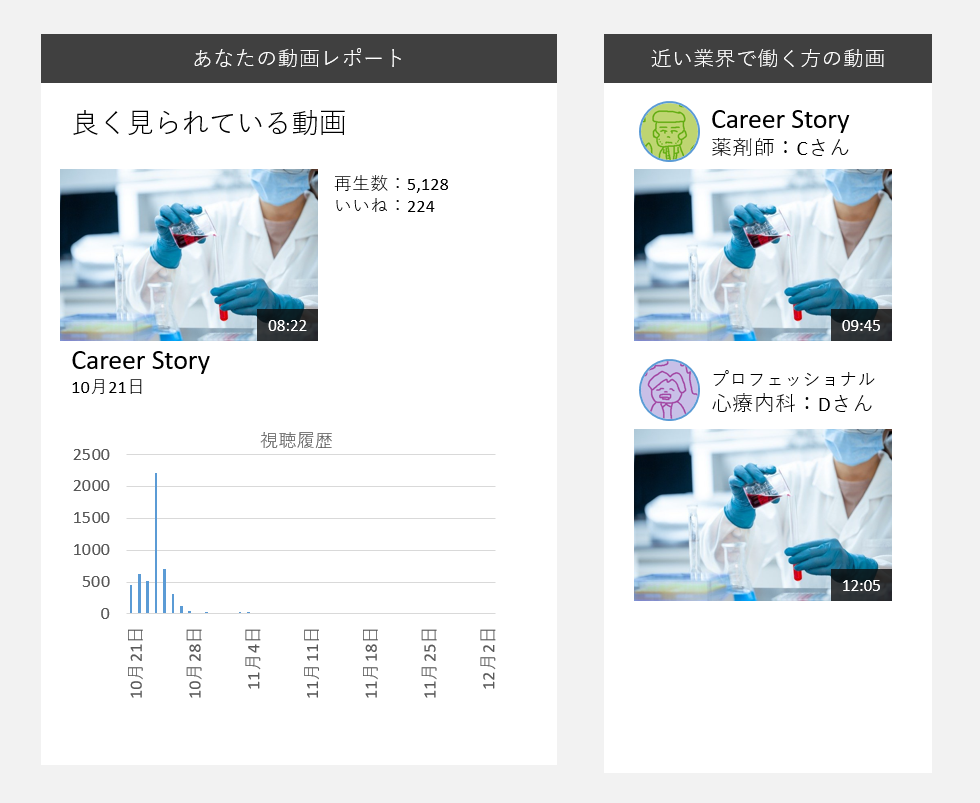 あなたの動画レポート
良く見られている動画
再生数：5,128
いいね：224
08:22
Career Story
10月21日
視聴履歴
2500
2000
1500
1000
500
0
10月21日
10月28日
11月4日
11月11日
11月18日
11月25日
12月2日
近い業界で働く方の動画
Career Story
薬剤師：Cさん
09:45
プロフェッショナル
心療内科：Dさん
12:05